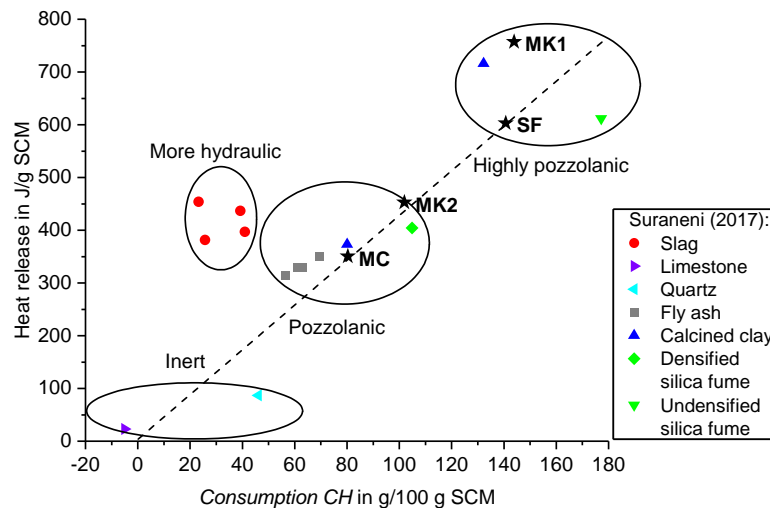 800
700
600
500
400
300
200
100
0
Heat release in J/g SCM
-20
0
20
40
60
80
100
120
140
160
180
Consumption CH in g/100 g SCM
MK1
SF
Highly pozzolanic
More hydraulic
MK2
MC
Pozzolanic
Inert
Suraneni (2017):
Slag
Limestone
Quartz
Fly ash
Calcined clay
Densified
silica fume
Undensified
silica fume